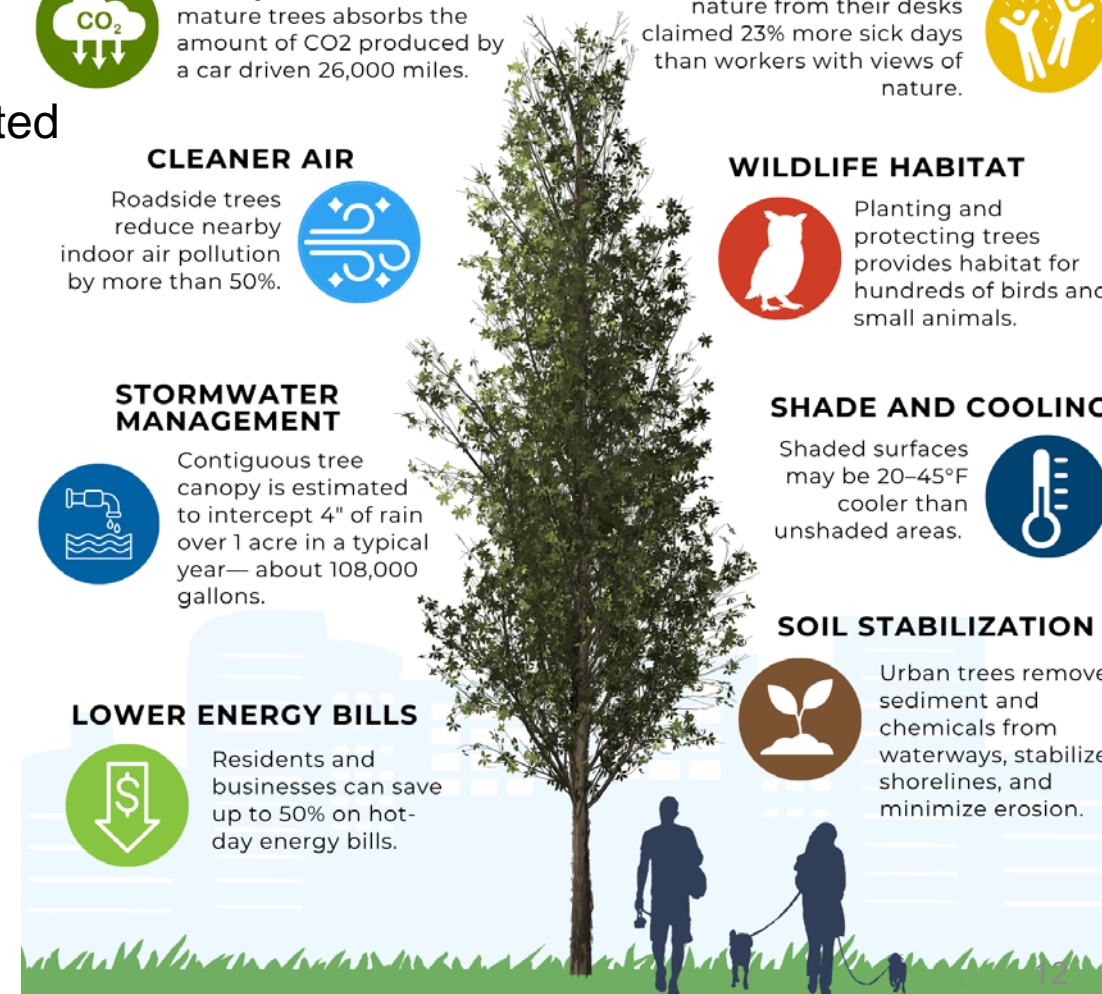 mature trees absorbs the
amount of CO2 produced by
a car driven 26,000 miles.
CO₂
nature from their desks
claimed 23% more sick days
than workers with views of
nature.
CLEANER AIR
Roadside trees
reduce nearby
indoor air pollution
by more than 50%.
WILDLIFE HABITAT
Planting and
protecting trees
provides habitat for
hundreds of birds and
small animals.
STORMWATER
MANAGEMENT
Contiguous tree
canopy is estimated
to intercept 4" of rain
over 1 acre in a typical
year— about 108,000
gallons.
SHADE AND COOLING
Shaded surfaces
may be 20–45°F
cooler than
unshaded areas.
SOIL STABILIZATION
Urban trees remove
sediment and
chemicals from
waterways, stabilize
shorelines, and
minimize erosion.
LOWER ENERGY BILLS
$
Residents and
businesses can save
up to 50% on hot-
day energy bills.
12